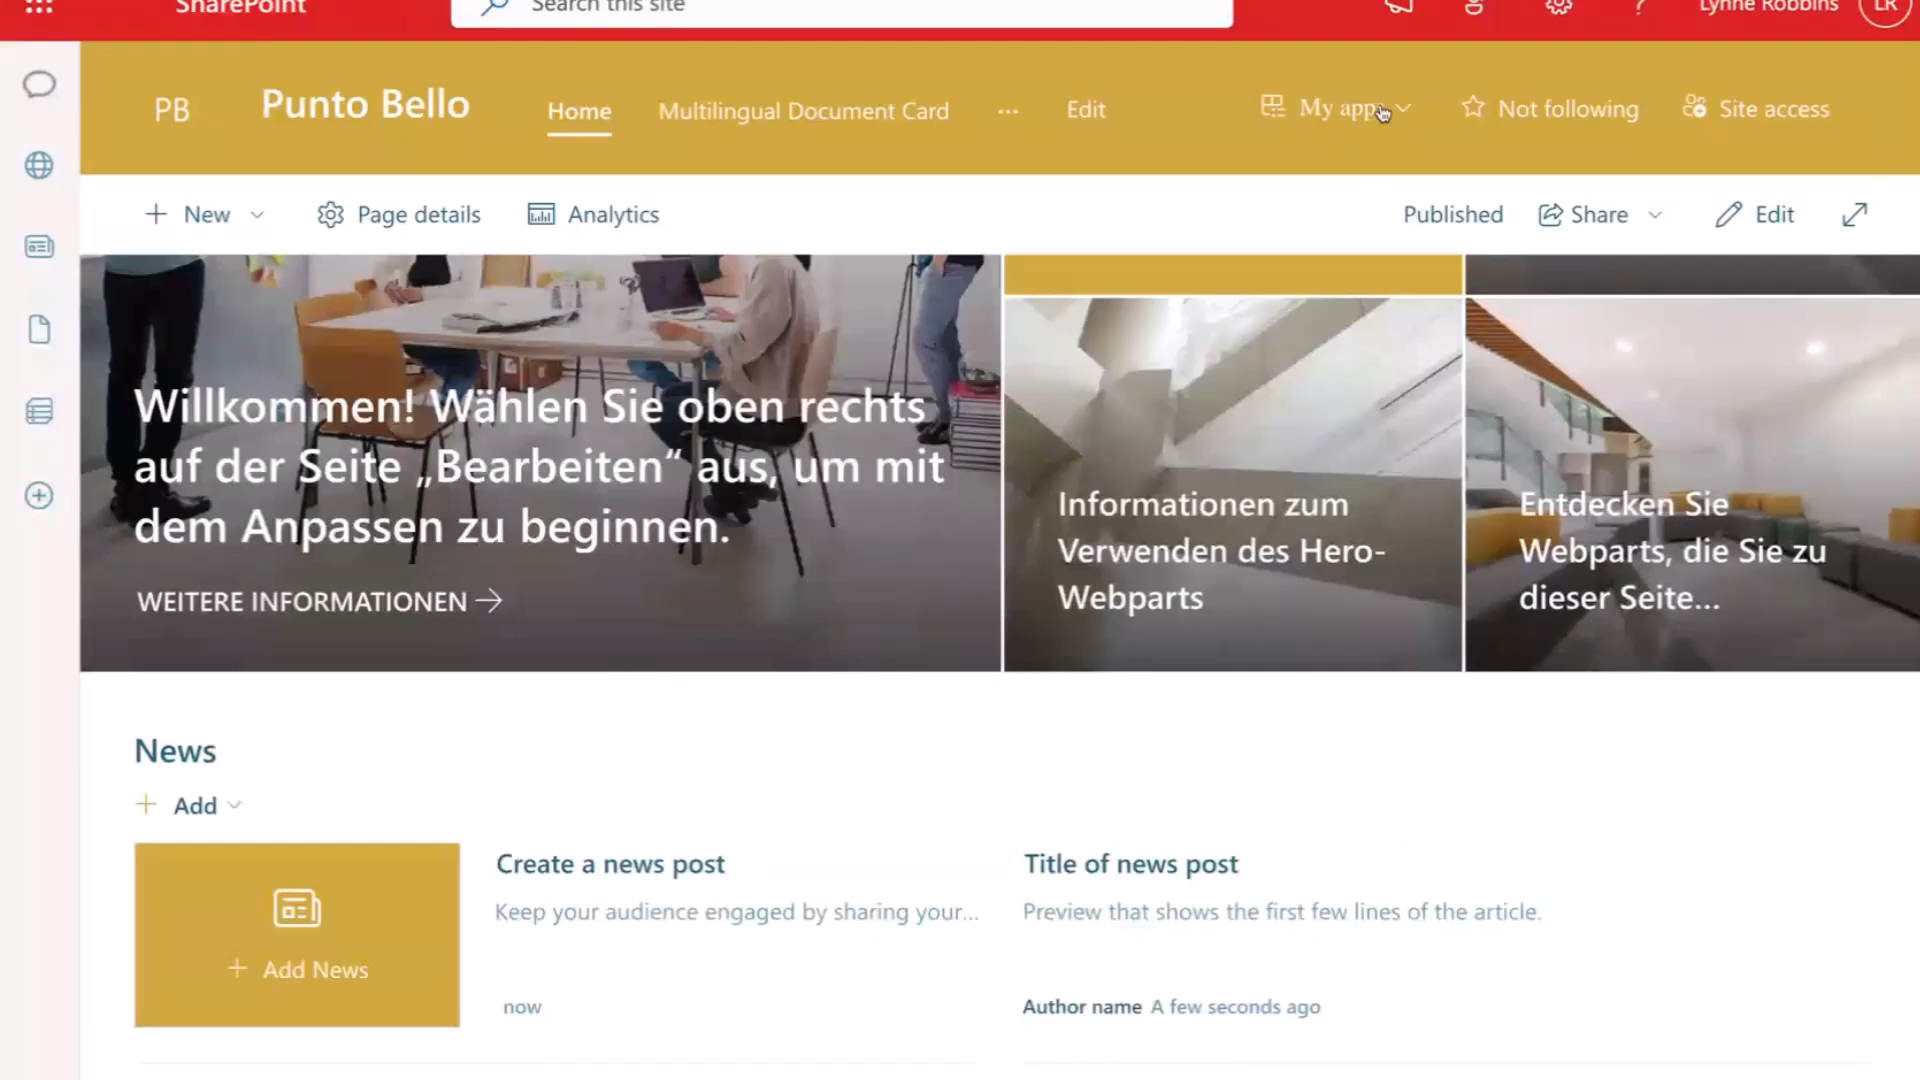 SharePoint
Search this site
Lynne Robbins
LR
PB
Punto Bello
Home
Multilingual Document Card
...
Edit
My apps
Not following
Site access
New
Page details
Analytics
Published
Share
Edit
Willkommen! Wählen Sie oben rechts
auf der Seite „Bearbeiten“ aus, um mit
dem Anpassen zu beginnen.
WEITERE INFORMATIONEN →
Informationen zum
Verwenden des Hero-
Webparts
Entdecken Sie
Webparts, die Sie zu
dieser Seite...
News
+ Add
+ Add News
Create a news post
Keep your audience engaged by sharing your...
now
Title of news post
Preview that shows the first few lines of the article.
Author name A few seconds ago